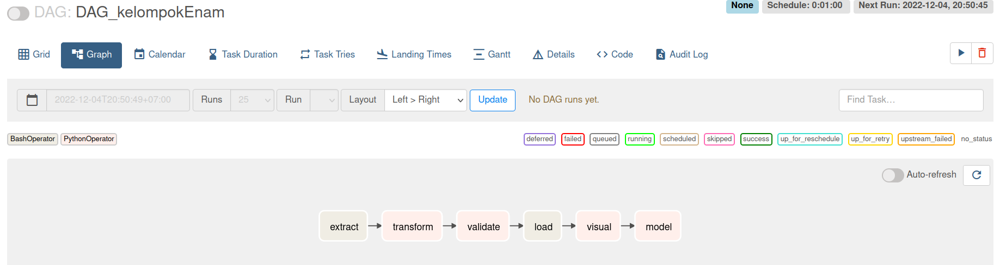 DAG: DAG_kelompokEnam
None Schedule: 0:01:00 Next Run: 2022-12-04, 20:50:45
Grid Graph Calendar Task Duration Task Tries Landing Times Gantt Details Code Audit Log
2022-12-04T20:50:49+07:00 Runs 25 Run Layout Left > Right Update No DAG runs yet. Find Task...
BashOperator PythonOperator deferred failed queued running scheduled skipped success up_for_reschedule up_for_retry upstream_failed no_status
Auto-refresh
extract transform validate load visual model